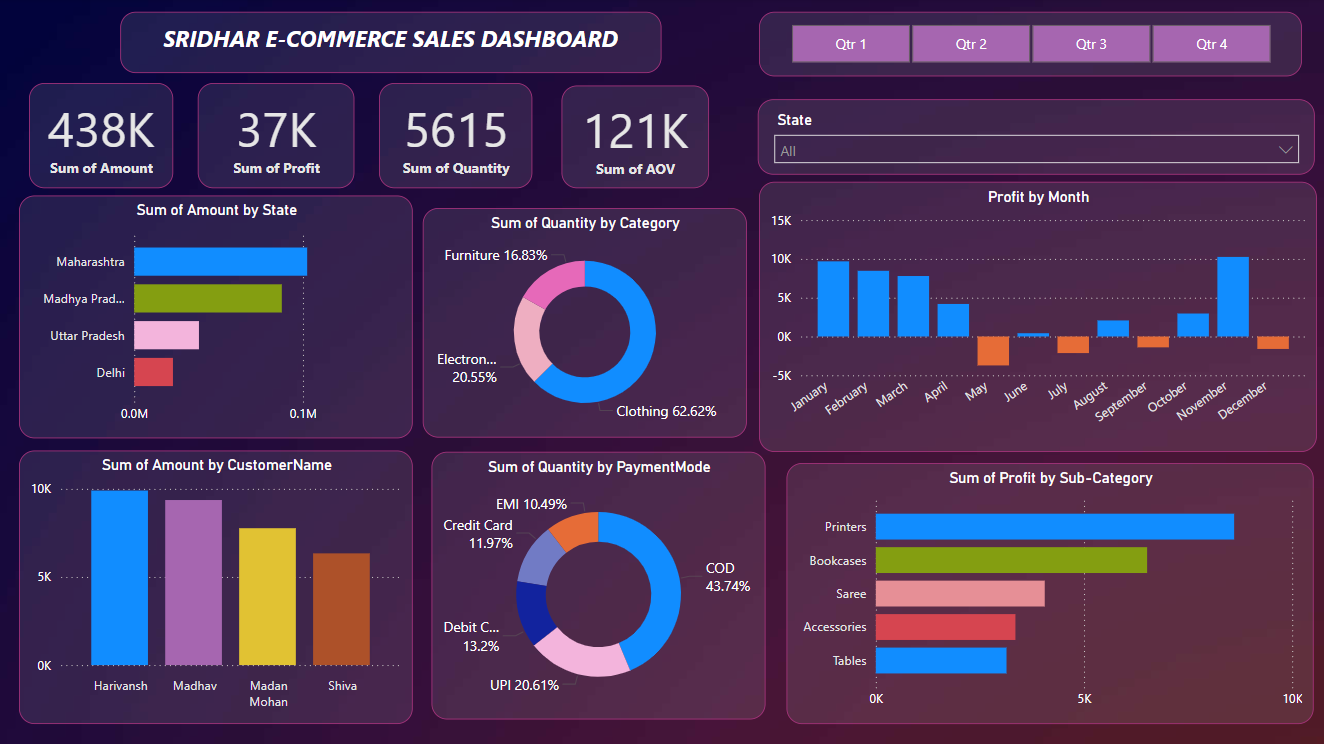 SRIDHAR E-COMMERCE SALES DASHBOARD
Qtr 1
Qtr 2
Qtr 3
Qtr 4
438K
Sum of Amount
37K
Sum of Profit
5615
Sum of Quantity
121K
Sum of AOV
State
All
Sum of Amount by State
Maharashtra
Madhya Prad...
Uttar Pradesh
Delhi
0.0M
0.1M
Sum of Quantity by Category
Furniture 16.83%
Electron...
20.55%
Clothing 62.62%
Profit by Month
15K
10K
5K
0K
-5K
January
February
March
April
May
June
July
August
September
October
November
December
Sum of Amount by CustomerName
10K
5K
0K
Harivansh
Madhav
Madan
Mohan
Shiva
Sum of Quantity by PaymentMode
EMI 10.49%
Credit Card
11.97%
COD
43.74%
Debit C...
13.2%
UPI 20.61%
Sum of Profit by Sub-Category
Printers
Bookcases
Saree
Accessories
Tables
0K
5K
10K